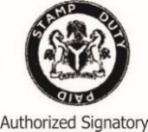 STAMP DUTY
PAID
Authorized Signatory